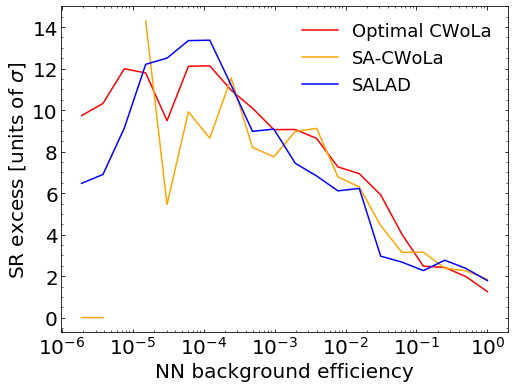 Optimal CWoLa
SA-CWoLa
SALAD
SR excess [units of σ]
14
12
10
8
6
4
2
0
10⁻⁶ 10⁻⁵ 10⁻⁴ 10⁻³ 10⁻² 10⁻¹ 10⁰
NN background efficiency